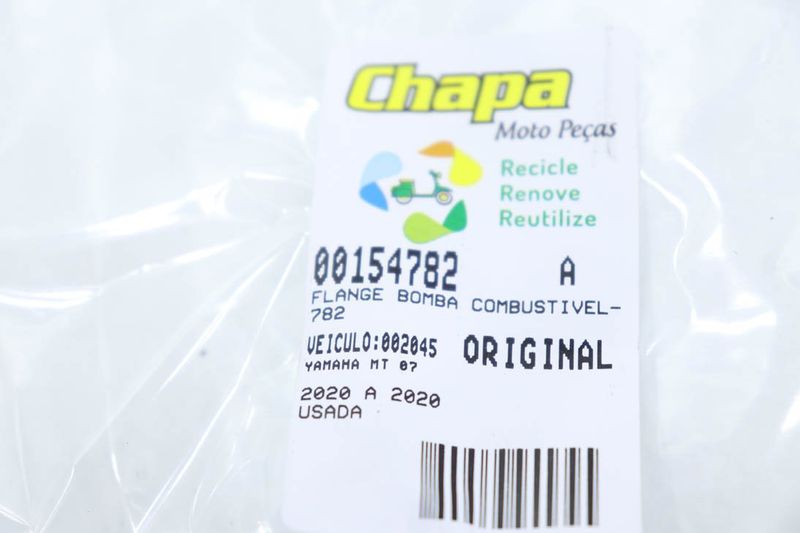 Chapa
Moto Peças
Recicle
Renove
Reutilize
00154782 A
FLANGE BOMBA COMBUSTIVEL-
782
VEICULO:002045 ORIGINAL
YAMAHA MT 07
2020 A 2020
USADA